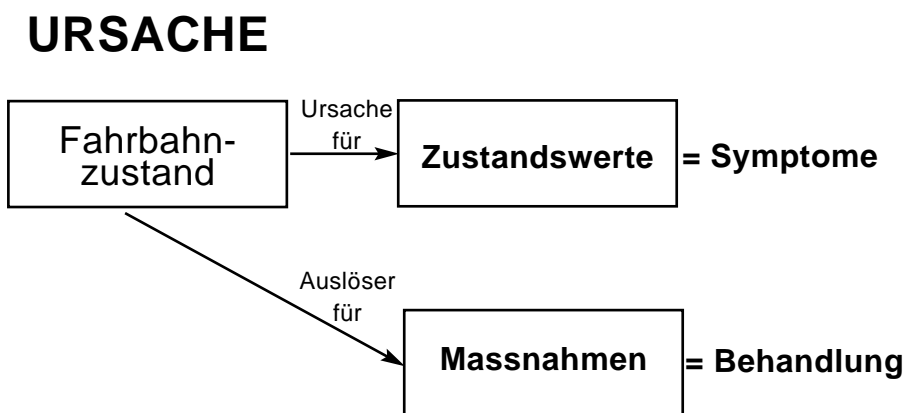 URSACHE
Fahrbahn-
zustand
Ursache
für
Zustandswerte
= Symptome
Auslöser
für
Massnahmen
= Behandlung